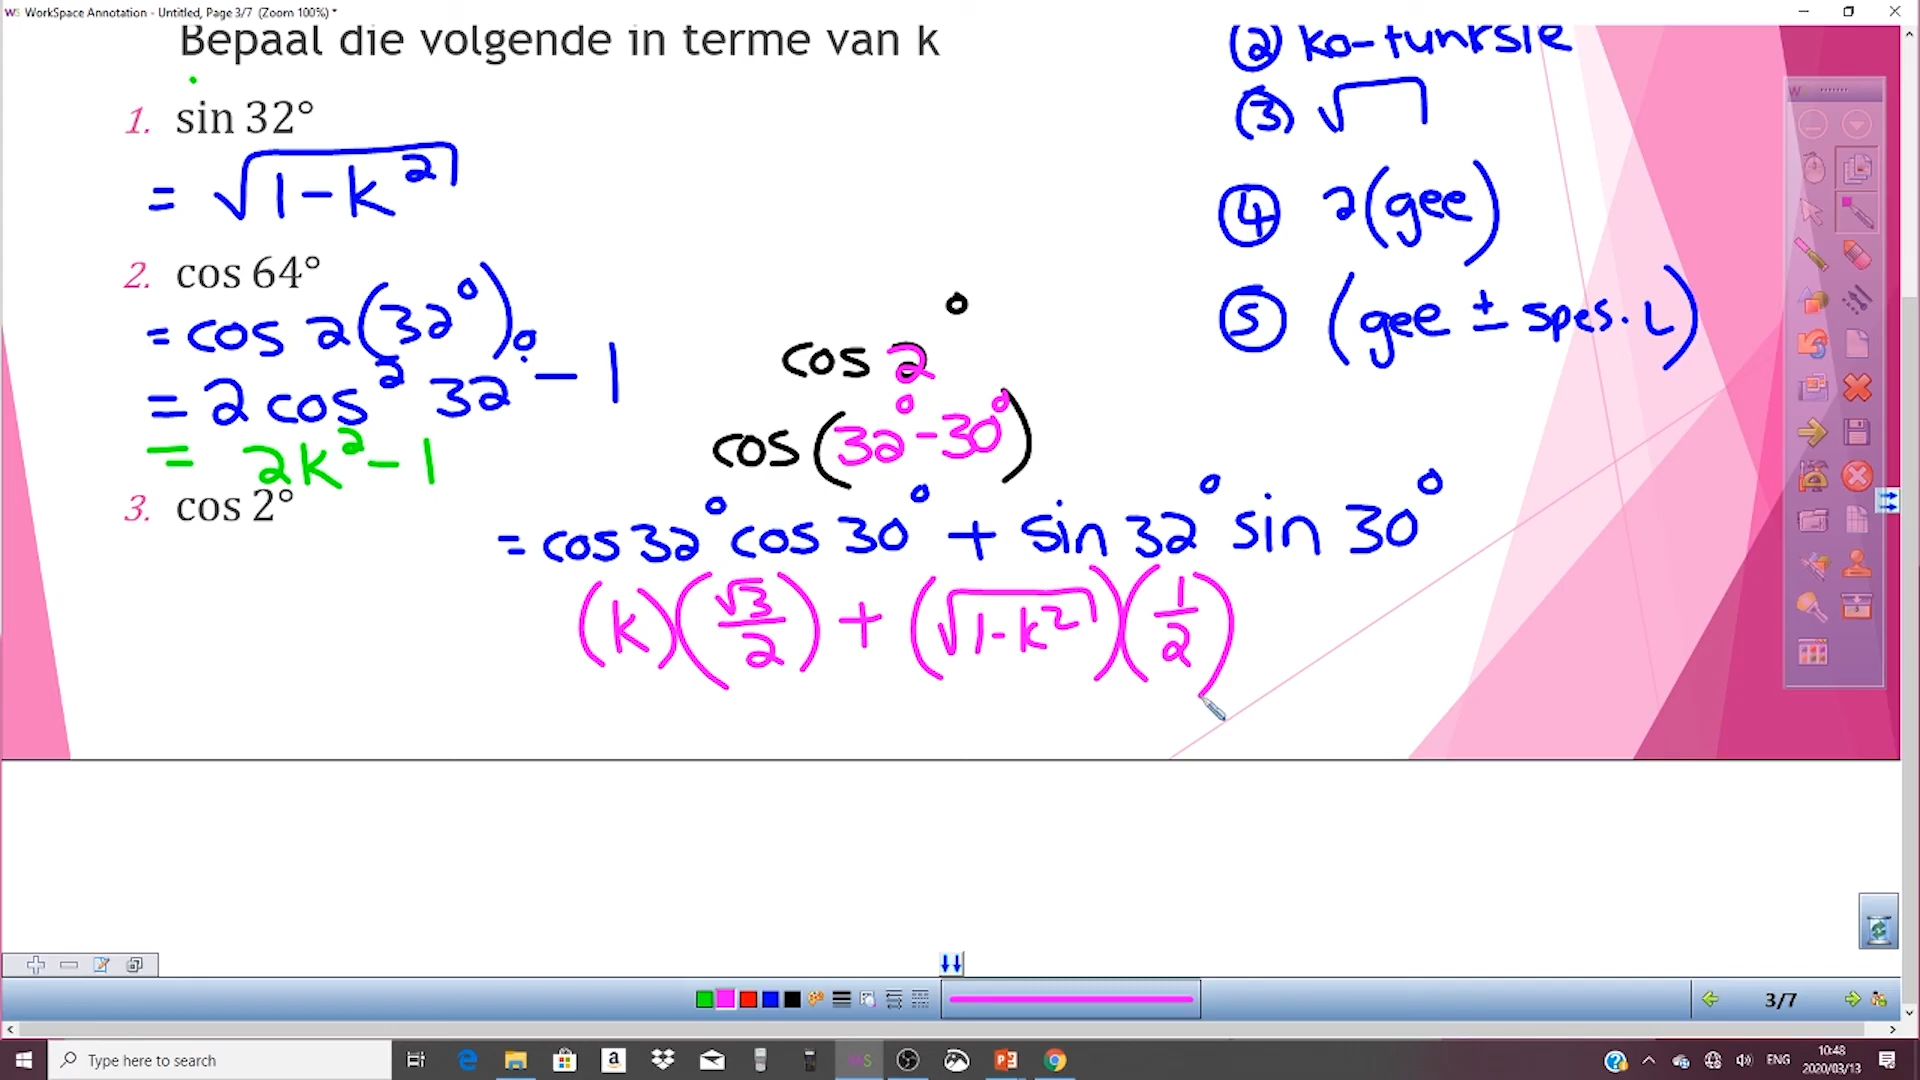 WorkSpace Annotation - Untitled, Page 3/7 (Zoom 100%) *
Bepaal die volgende in terme van k
1. sin 32°
= √(1-k²)
2. cos 64°
= cos 2(32°)
= 2cos² 32° - 1
= 2k² - 1
3. cos 2°
cos 2°
cos(32° - 30°)
= cos 32° cos 30° + sin 32° sin 30°
(k)(√3/2) + (√(1-k²))(1/2)
(2) ko-funksie
(3) √
④ 2(gee)
⑤ (gee ± spes. L)
3/7
Type here to search
ENG
10:48
2020/03/13